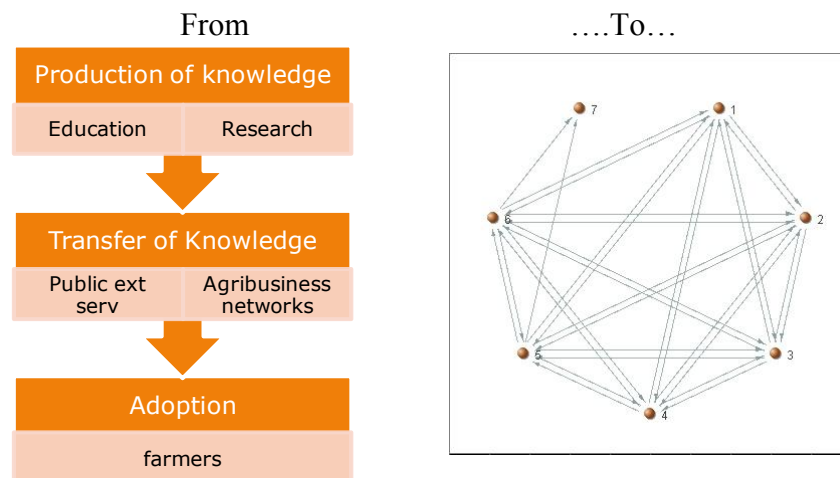 From
....To...
Production of knowledge
Education
Research
Transfer of Knowledge
Public ext
serv
Agribusiness
networks
Adoption
farmers
7
1
6
2
5
3
4